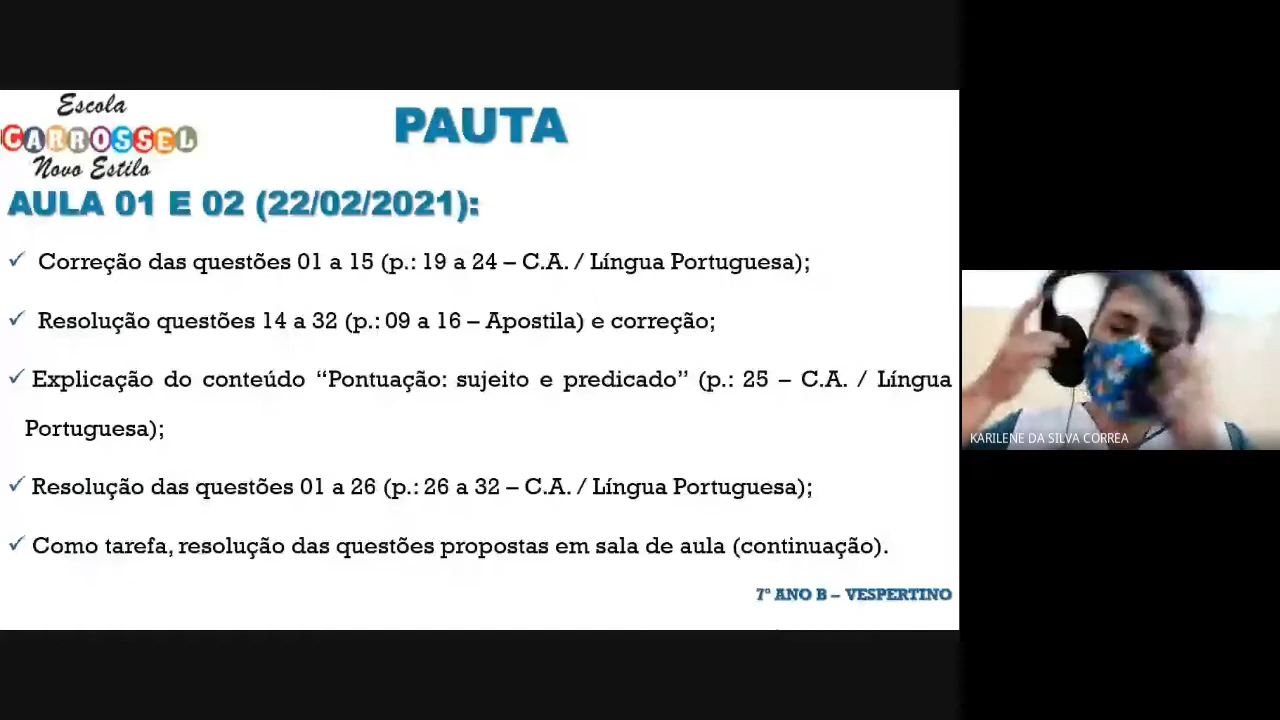 Escola
CARROSSEL
Novo Estilo
PAUTA
AULA 01 E 02 (22/02/2021):
✓ Correção das questões 01 a 15 (p.: 19 a 24 – C.A. / Língua Portuguesa);
✓ Resolução questões 14 a 32 (p.: 09 a 16 – Apostila) e correção;
✓ Explicação do conteúdo “Pontuação: sujeito e predicado” (p.: 25 – C.A. / Língua
Portuguesa);
✓ Resolução das questões 01 a 26 (p.: 26 a 32 – C.A. / Língua Portuguesa);
✓ Como tarefa, resolução das questões propostas em sala de aula (continuação).
7º ANO B – VESPERTINO
KARILENE DA SILVA CORREA